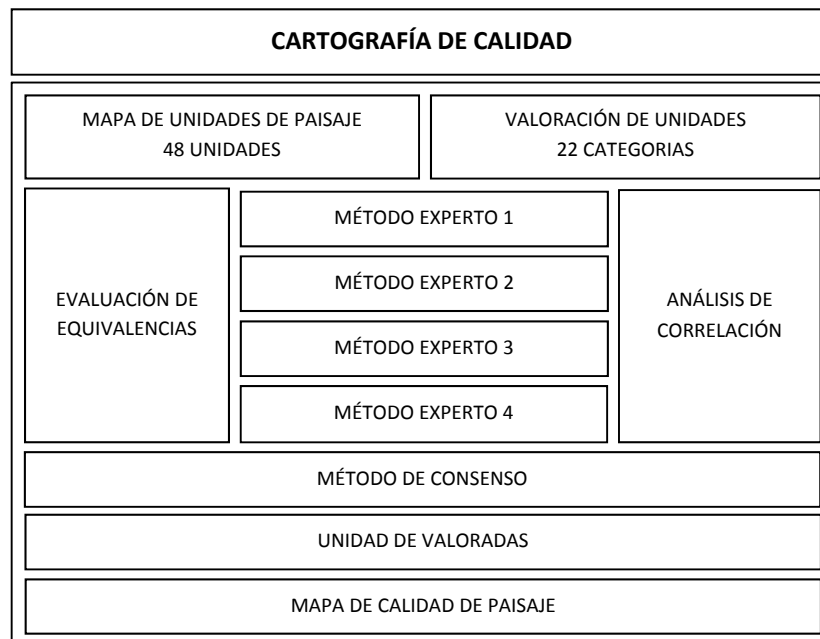 CARTOGRAFÍA DE CALIDAD
MAPA DE UNIDADES DE PAISAJE
48 UNIDADES
VALORACIÓN DE UNIDADES
22 CATEGORIAS
EVALUACIÓN DE
EQUIVALENCIAS
MÉTODO EXPERTO 1
MÉTODO EXPERTO 2
MÉTODO EXPERTO 3
MÉTODO EXPERTO 4
ANÁLISIS DE
CORRELACIÓN
MÉTODO DE CONSENSO
UNIDAD DE VALORADAS
MAPA DE CALIDAD DE PAISAJE